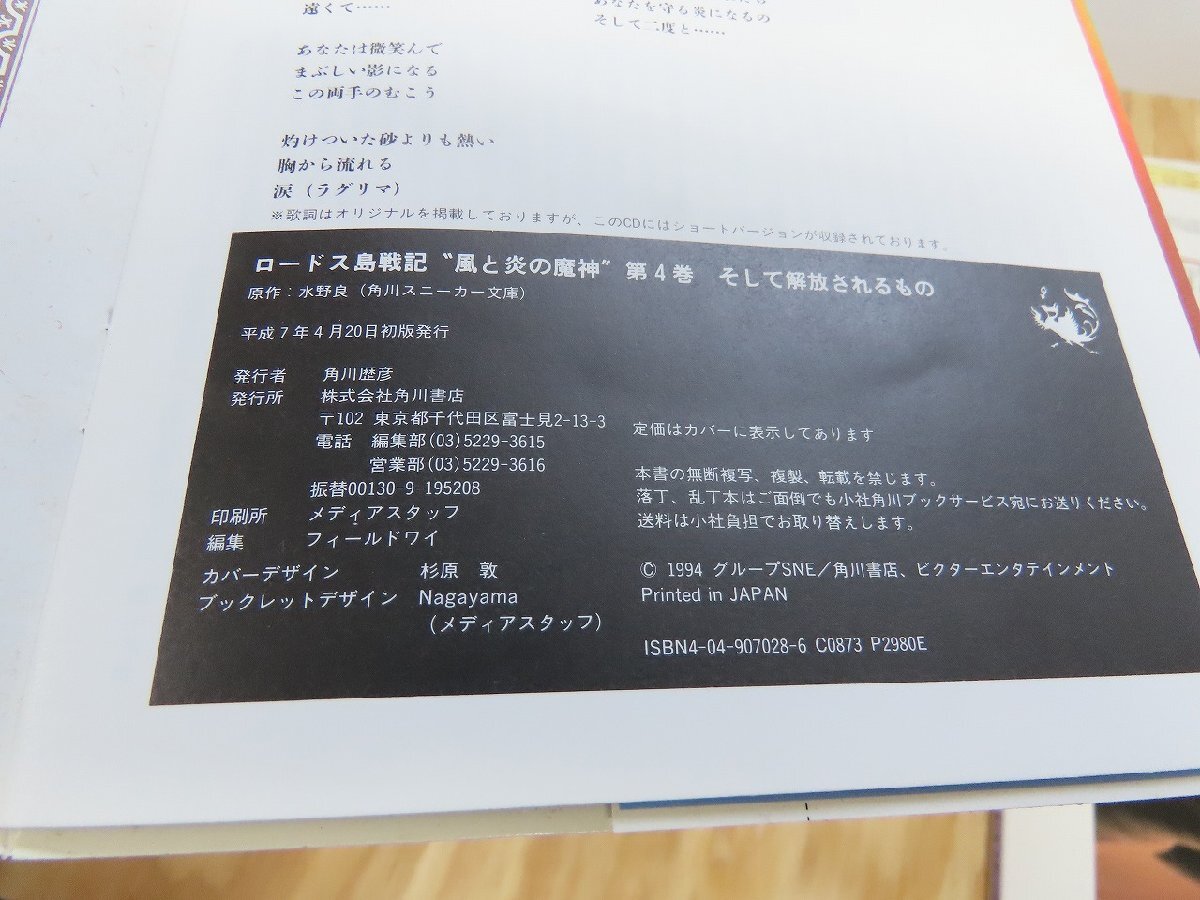 遠くて……
あなたは微笑んで
まぶしい影になる
この両手のむこう
灼けついた砂よりも熱い
胸から流れる
涙（ラグリマ）
あなたを守る炎になるの
そして二度と……
※歌詞はオリジナルを掲載しておりますが、このCDにはショートバージョンが収録されております。
ロードス島戦記 〝風と炎の魔神〟 第4巻 そして解放されるもの
原作：水野良（角川スニーカー文庫）
平成7年4月20日初版発行
発行者 角川歴彦
発行所 株式会社角川書店
〒102 東京都千代田区富士見2-13-3
電話 編集部(03)5229-3615
営業部(03)5229-3616
振替00130-9-195208
印刷所 メディアスタッフ
編集 フィールドワイ
カバーデザイン 杉原 敦
ブックレットデザイン Nagayama
（メディアスタッフ）
定価はカバーに表示してあります
本書の無断複写、複製、転載を禁じます。
落丁、乱丁本はご面倒でも小社角川ブックサービス宛にお送りください。
送料は小社負担でお取り替えします。
© 1994 グループSNE／角川書店、ビクターエンタテインメント
Printed in JAPAN
ISBN4-04-907028-6 C0873 P2980E